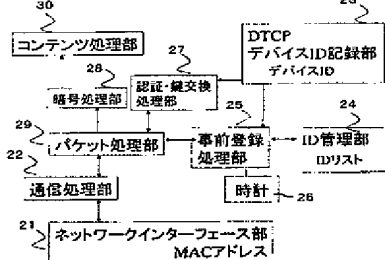 30
コンテンツ処理部
28
暗号処理部
27
認証・鍵交換
処理部
DTCP
デバイスID記録部
デバイスID
29
パケット処理部
25
事前登録
処理部
24
ID管理部
IDリスト
22
通信処理部
時計
26
21
ネットワークインターフェース部
MACアドレス